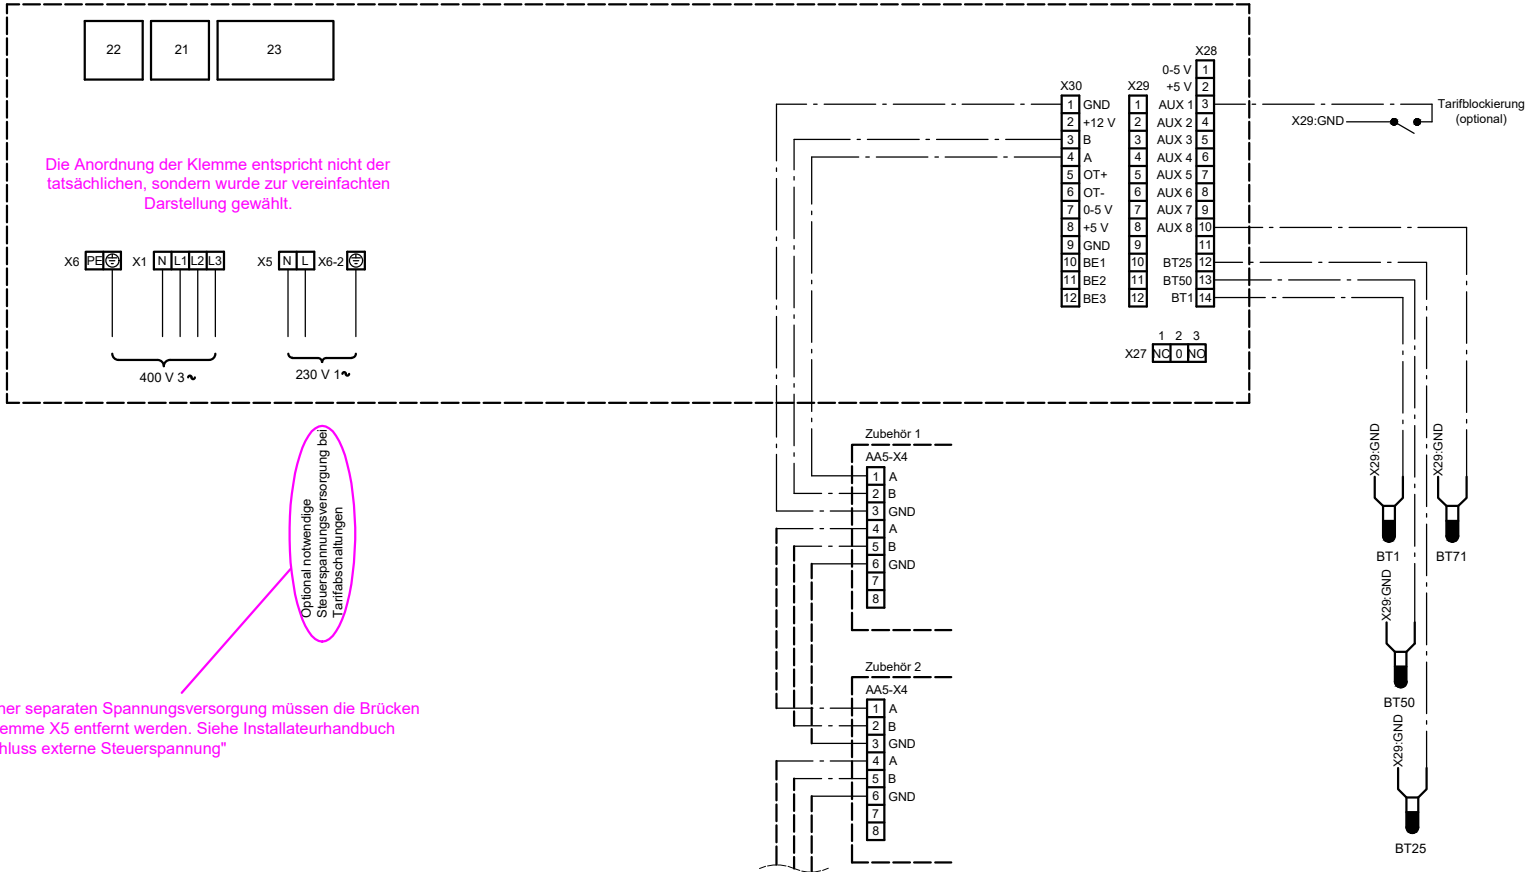 22
21
23
Die Anordnung der Klemme entspricht nicht der
tatsächlichen, sondern wurde zur vereinfachten
Darstellung gewählt.
X6 PE
X1 N L1 L2 L3
X5 N L X6-2
400 V 3~
230 V 1~
X30
1 GND
2 +12 V
3 B
4 A
5 OT+
6 OT-
7 0-5 V
8 +5 V
9 GND
10 BE1
11 BE2
12 BE3
X29
1
2
3
4
5
6
7
8
9
10
11
12
X28
0-5 V 1
+5 V 2
AUX 1 3
AUX 2 4
AUX 3 5
AUX 4 6
AUX 5 7
AUX 6 8
AUX 7 9
AUX 8 10
11
BT25 12
BT50 13
BT1 14
1 2 3
X27 NC 0 NO
X29:GND
Tarifblockierung
(optional)
Optional notwendige
Steuerspannungsversorgung bei
Tarifabschaltungen
ner separaten Spannungsversorgung müssen die Brücken
emme X5 entfernt werden. Siehe Installateurhandbuch
hluss externe Steuerspannung"
Zubehör 1
AA5-X4
1 A
2 B
3 GND
4 A
5 B
6 GND
7
8
Zubehör 2
AA5-X4
1 A
2 B
3 GND
4 A
5 B
6 GND
7
8
X29:GND
BT1
X29:GND
BT71
X29:GND
BT50
X29:GND
BT25